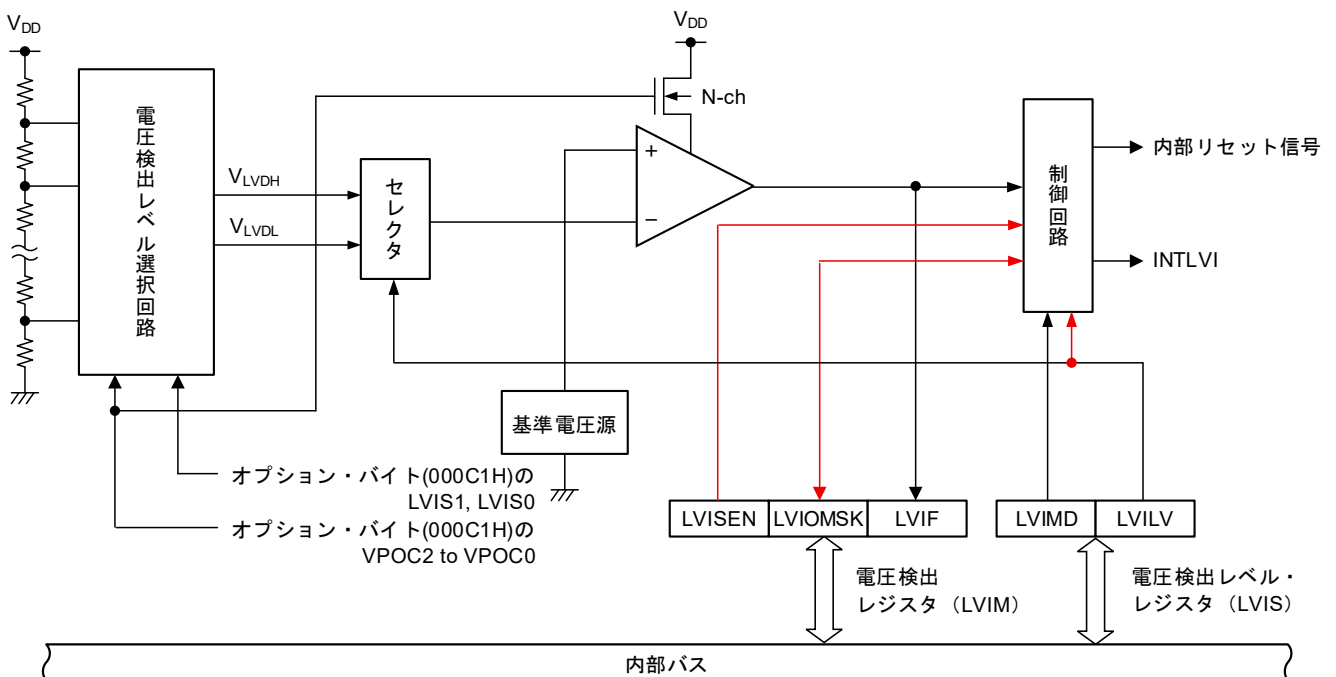 VDD
VDD
N-ch
電圧検出レベル選択回路
VLVDH
VLVDL
セレクタ
+
−
制御回路
内部リセット信号
INTLVI
基準電圧源
オプション・バイト(000C1H)の
LVIS1, LVIS0
オプション・バイト(000C1H)の
VPOC2 to VPOC0
LVISEN LVIOMSK LVIF
LVIMD LVILV
電圧検出
レジスタ（LVIM）
電圧検出レベル・
レジスタ（LVIS）
内部バス